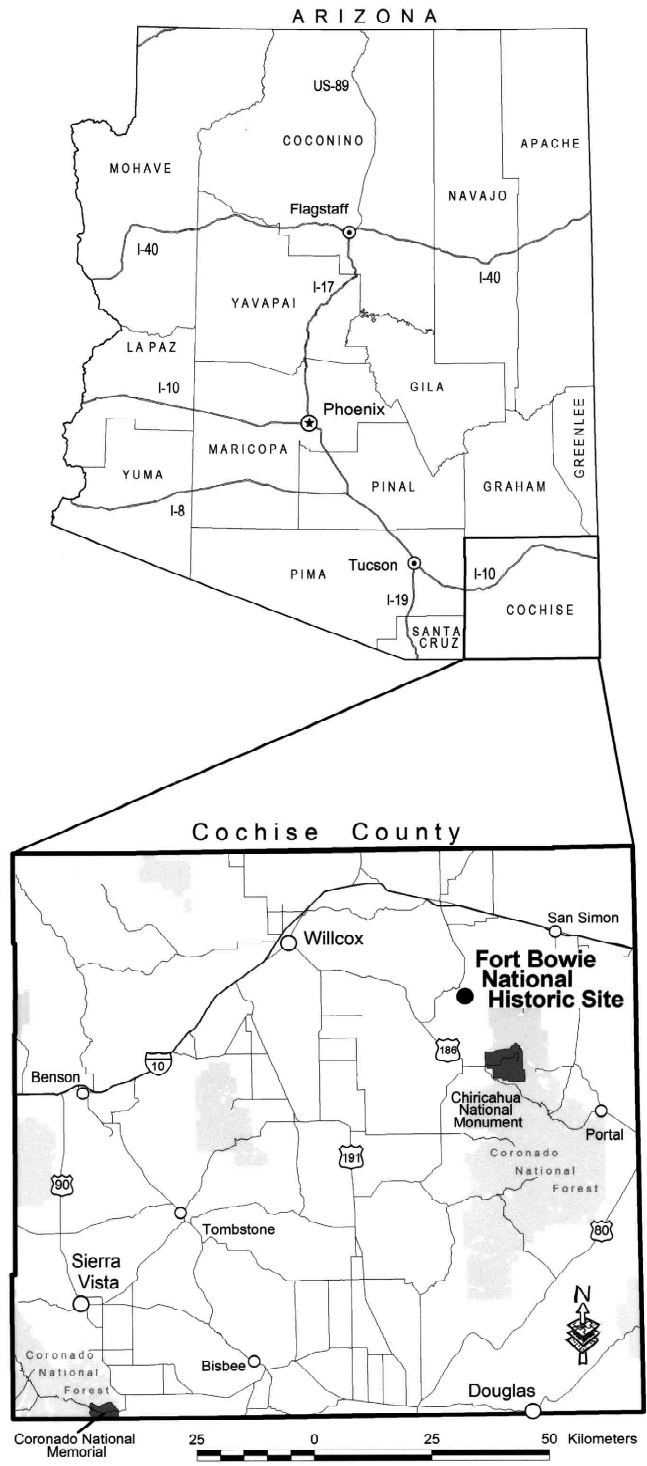 ARIZONA
US-89
COCONINO
APACHE
MOHAVE
NAVAJO
Flagstaff
I-40
I-17
I-40
YAVAPAI
LA PAZ
I-10
GILA
Phoenix
GREENLEE
MARICOPA
YUMA
PINAL
GRAHAM
I-8
Tucson
I-10
PIMA
I-19
COCHISE
SANTA
CRUZ
Cochise County
San Simon
Willcox
Fort Bowie
National
Historic Site
186
10
Benson
Chiricahua
National
Monument
Portal
Coronado
National
Forest
191
90
80
Tombstone
Sierra
Vista
N
Coronado
National
Forest
Bisbee
Douglas
Coronado National
Memorial
25 0 25 50 Kilometers